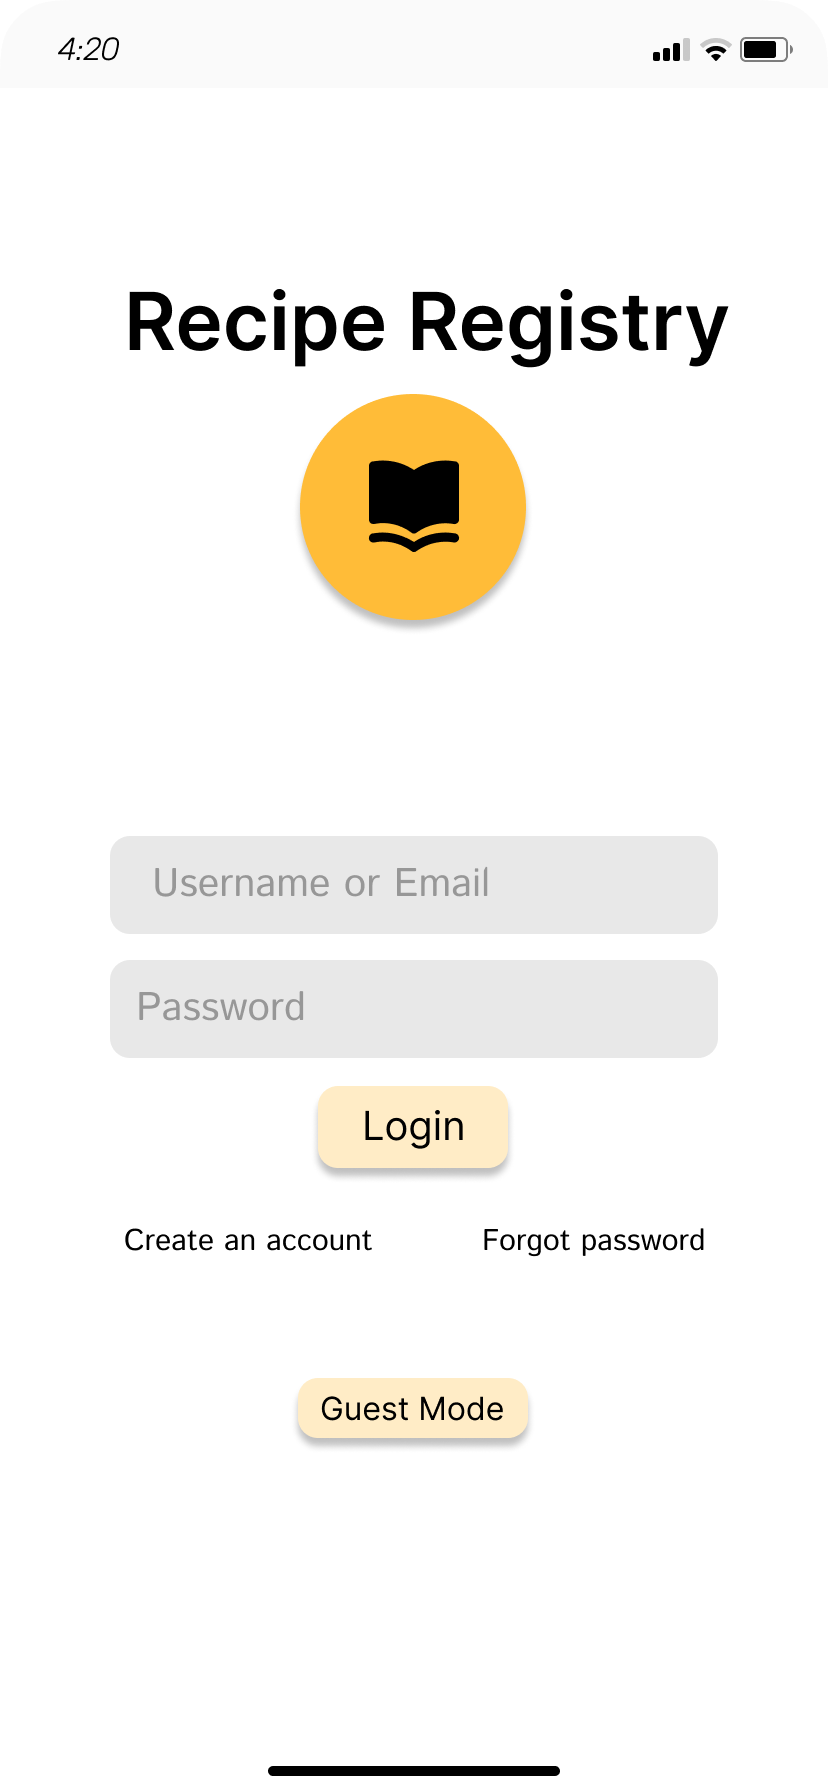 4:20
Recipe Registry
Username or Email
Password
Login
Create an account Forgot password
Guest Mode